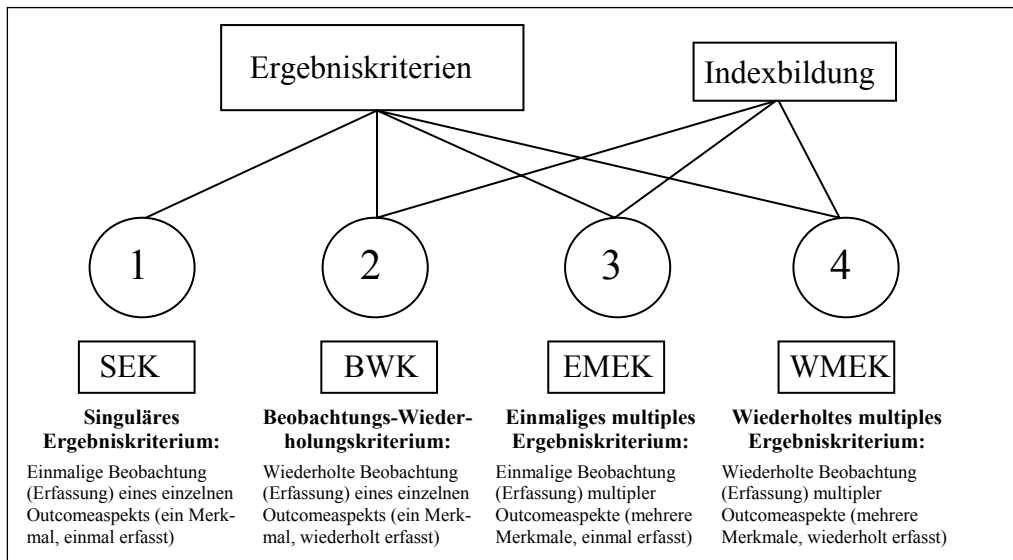 Ergebniskriterien
Indexbildung
1
2
3
4
SEK
BWK
EMEK
WMEK
Singuläres
Ergebniskriterium:
Einmalige Beobachtung
(Erfassung) eines einzelnen
Outcomeaspekts (ein Merk-
mal, einmal erfasst)
Beobachtungs-Wieder-
holungskriterium:
Wiederholte Beobachtung
(Erfassung) eines einzelnen
Outcomeaspekts (ein Merk-
mal, wiederholt erfasst)
Einmaliges multiples
Ergebniskriterium:
Einmalige Beobachtung
(Erfassung) multipler
Outcomeaspekte (mehrere
Merkmale, einmal erfasst)
Wiederholtes multiples
Ergebniskriterium:
Wiederholte Beobachtung
(Erfassung) multipler
Outcomeaspekte (mehrere
Merkmale, wiederholt erfasst)